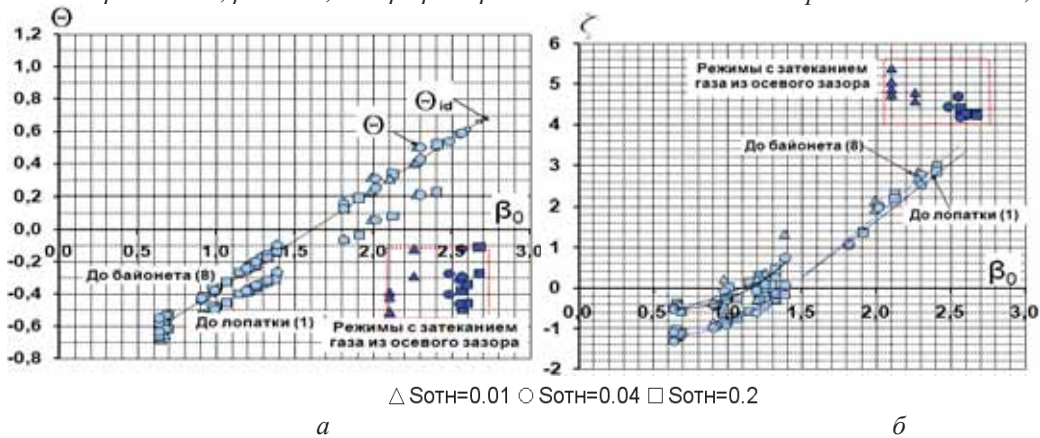 Θ
1,2
1,0
0,8
0,6
0,4
0,2
0,0
-0,2
-0,4
-0,6
-0,8
0,0 0,5 1,0 1,5 2,0 2,5 3,0
β₀
Θ
Θid
До байонета (8)
До лопатки (1)
Режимы с затеканием
газа из осевого зазора
ζ
6
5
4
3
2
1
0
-1
-2
0 0,5 1,0 1,5 2,0 2,5 3,0
β₀
Режимы с затеканием
газа из осевого зазора
До байонета (8)
До лопатки (1)
△ Sотн=0.01 ○ Sотн=0.04 □ Sотн=0.2
а б